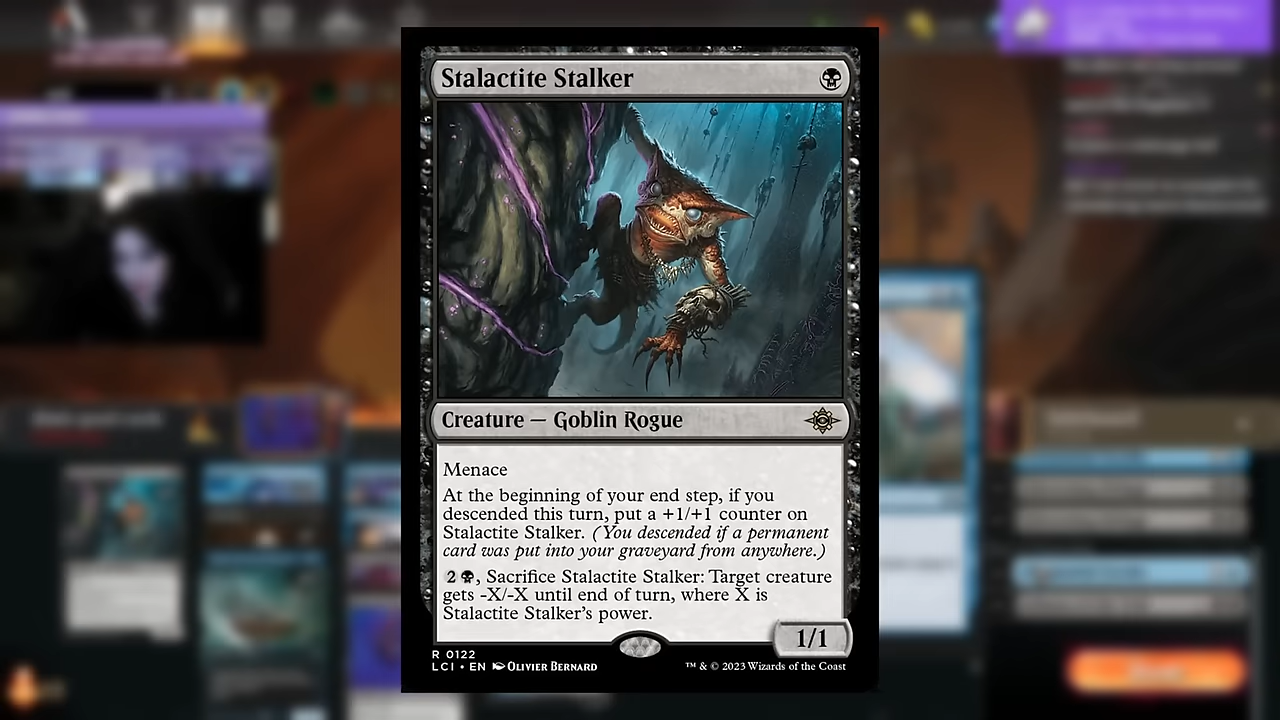 Stalactite Stalker
Creature — Goblin Rogue
Menace
At the beginning of your end step, if you
descended this turn, put a +1/+1 counter on
Stalactite Stalker. (You descended if a permanent
card was put into your graveyard from anywhere.)
2, Sacrifice Stalactite Stalker: Target creature
gets -X/-X until end of turn, where X is
Stalactite Stalker's power.
1/1
R 0122
LCI • EN Olivier Bernard
™ & © 2023 Wizards of the Coast